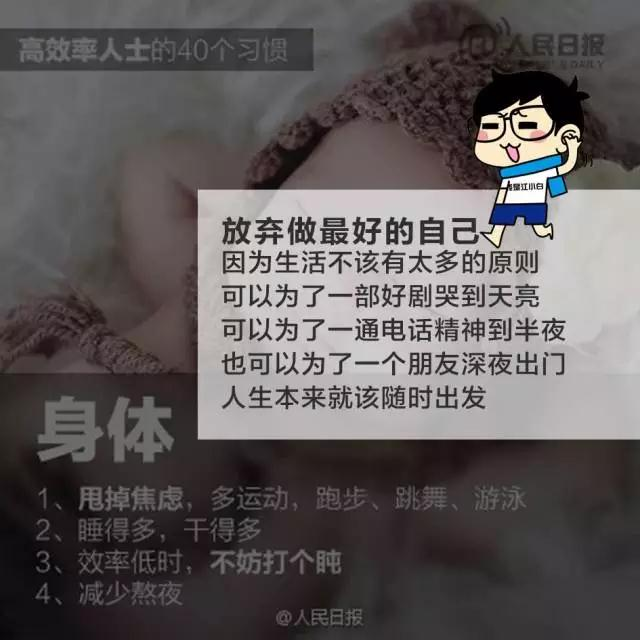 高效率人士的40个习惯
人民日报
我是江小白
放弃做最好的自己
因为生活不该有太多的原则
可以为了一部好剧哭到天亮
可以为了一通电话精神到半夜
也可以为了一个朋友深夜出门
人生本来就该随时出发
身体
1、甩掉焦虑，多运动，跑步、跳舞、游泳
2、睡得多，干得多
3、效率低时，不妨打个盹
4、减少熬夜
@人民日报